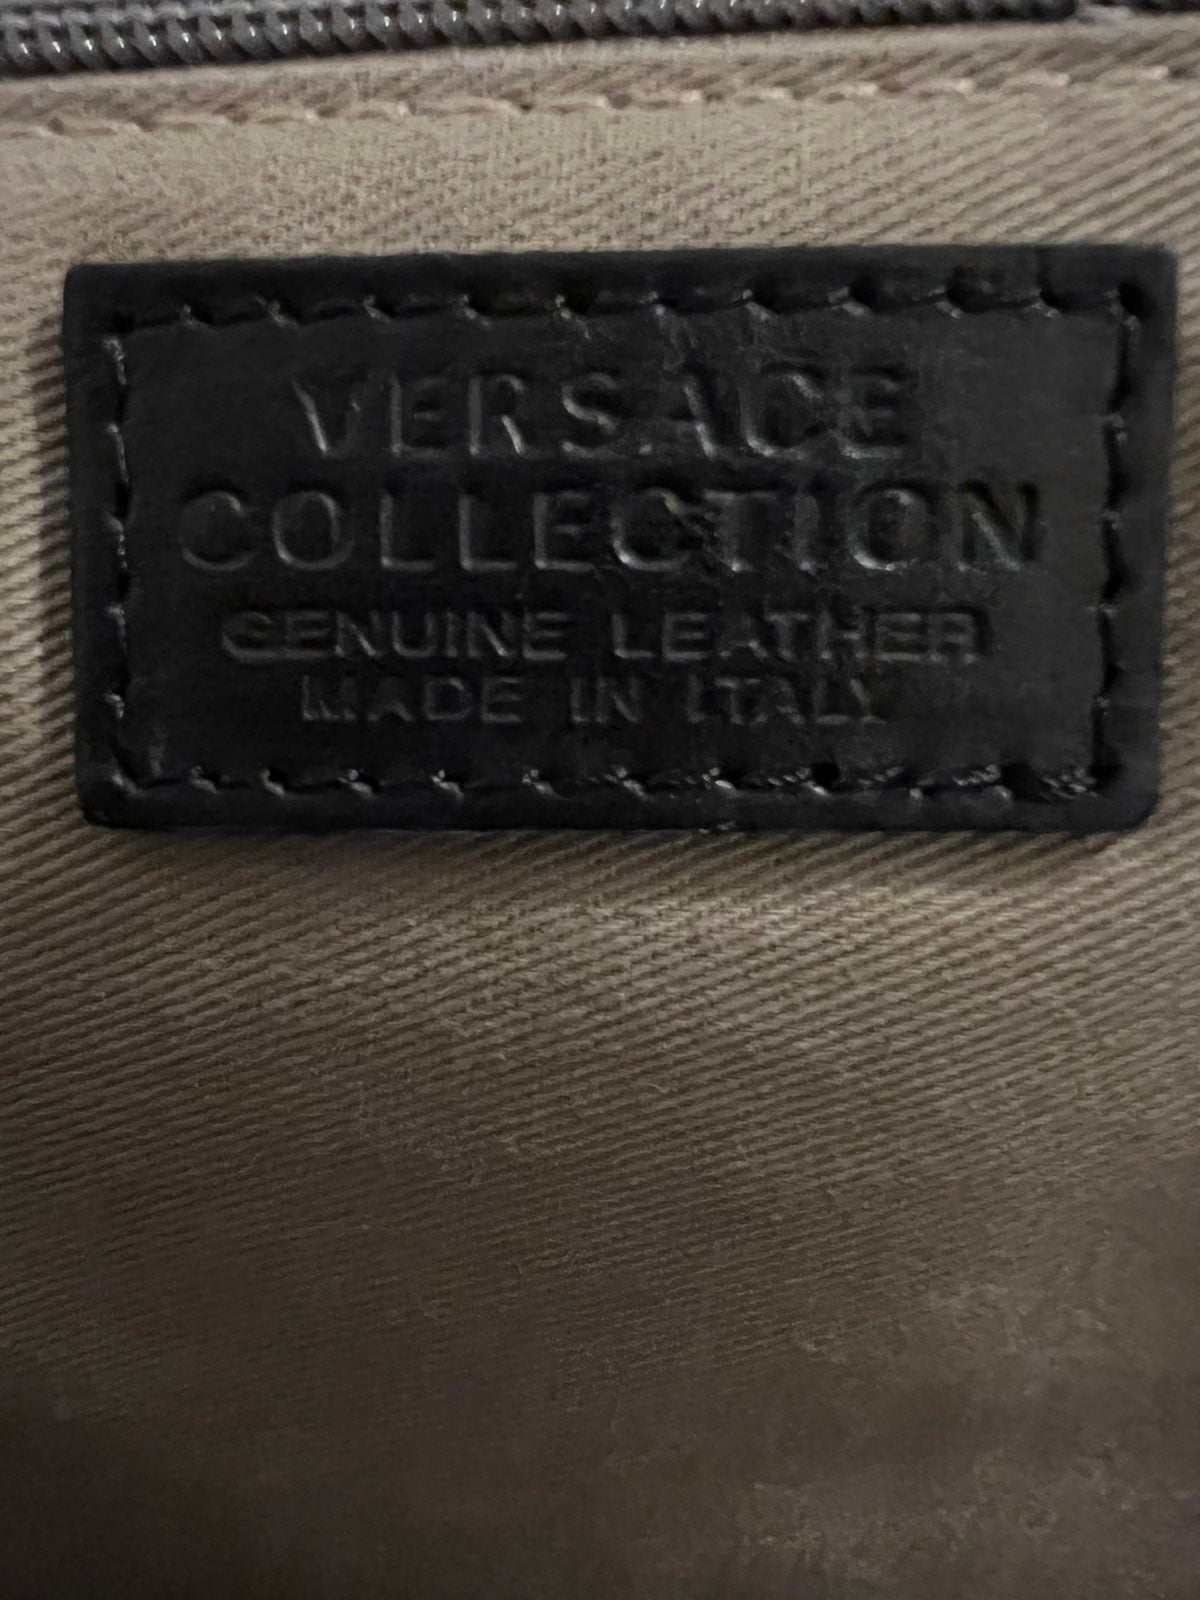 VERSACE
COLLECTION
GENUINE LEATHER
MADE IN ITALY